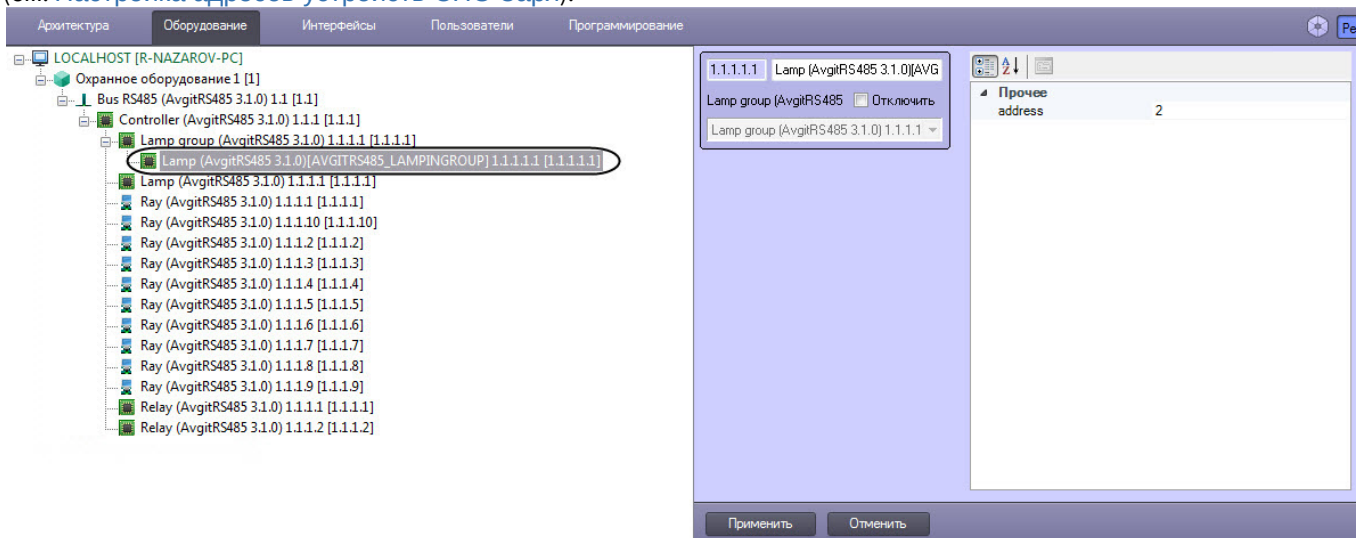 Архитектура Оборудование Интерфейсы Пользователи Программирование
LOCALHOST [R-NAZAROV-PC]
Охранное оборудование 1 [1]
Bus RS485 (AvgitRS485 3.1.0) 1.1 [1.1]
Controller (AvgitRS485 3.1.0) 1.1.1 [1.1.1]
Lamp group (AvgitRS485 3.1.0) 1.1.1.1 [1.1.1.1]
Lamp (AvgitRS485 3.1.0)[AVGITRS485_LAMPINGROUP] 1.1.1.1.1 [1.1.1.1.1]
Lamp (AvgitRS485 3.1.0) 1.1.1.1 [1.1.1.1]
Ray (AvgitRS485 3.1.0) 1.1.1.1 [1.1.1.1]
Ray (AvgitRS485 3.1.0) 1.1.1.10 [1.1.1.10]
Ray (AvgitRS485 3.1.0) 1.1.1.2 [1.1.1.2]
Ray (AvgitRS485 3.1.0) 1.1.1.3 [1.1.1.3]
Ray (AvgitRS485 3.1.0) 1.1.1.4 [1.1.1.4]
Ray (AvgitRS485 3.1.0) 1.1.1.5 [1.1.1.5]
Ray (AvgitRS485 3.1.0) 1.1.1.6 [1.1.1.6]
Ray (AvgitRS485 3.1.0) 1.1.1.7 [1.1.1.7]
Ray (AvgitRS485 3.1.0) 1.1.1.8 [1.1.1.8]
Ray (AvgitRS485 3.1.0) 1.1.1.9 [1.1.1.9]
Relay (AvgitRS485 3.1.0) 1.1.1.1 [1.1.1.1]
Relay (AvgitRS485 3.1.0) 1.1.1.2 [1.1.1.2]
1.1.1.1.1 Lamp (AvgitRS485 3.1.0)[AVG
Lamp group (AvgitRS485 Отключить
Lamp group (AvgitRS485 3.1.0) 1.1.1.1
Прочее
address 2
Применить Отменить